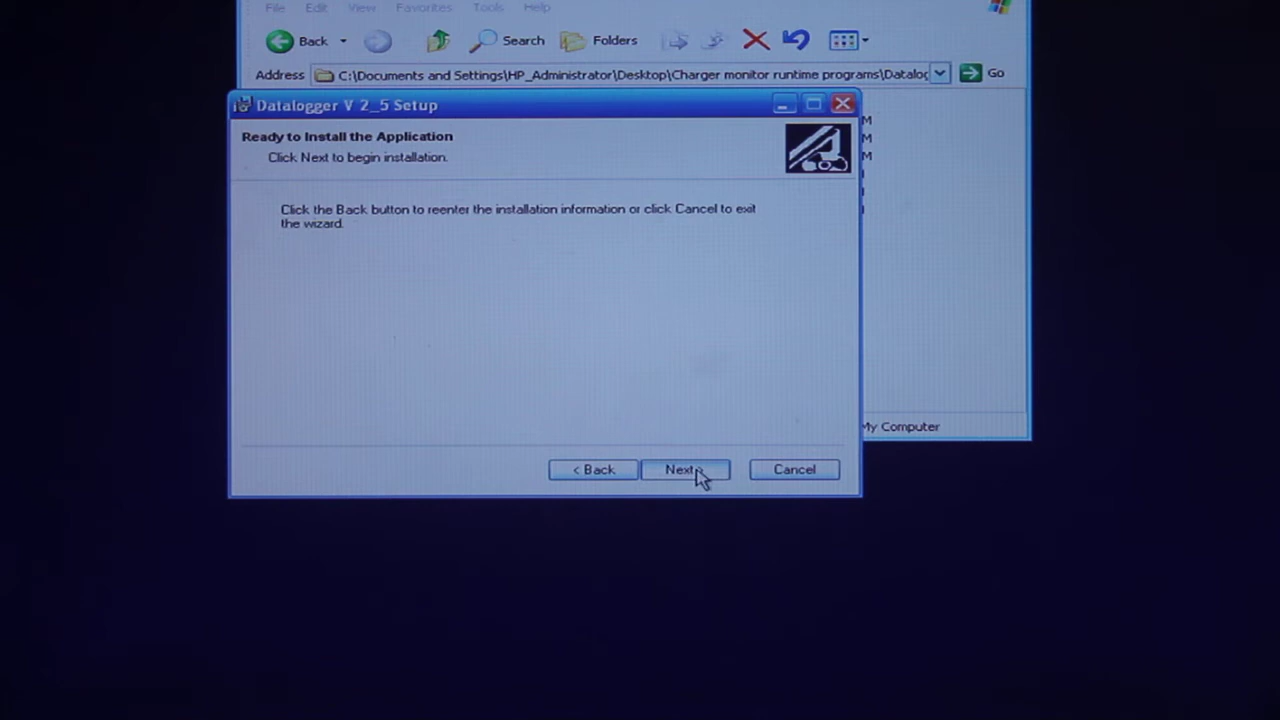 File Edit View Favorites Tools Help
Back Search Folders
Address C:\Documents and Settings\HP_Administrator\Desktop\Charger monitor runtime programs\Datalog Go
Datalogger V 2_5 Setup
Ready to Install the Application
Click Next to begin installation.
Click the Back button to reenter the installation information or click Cancel to exit
the wizard.
M
M
M
My Computer
< Back Next > Cancel